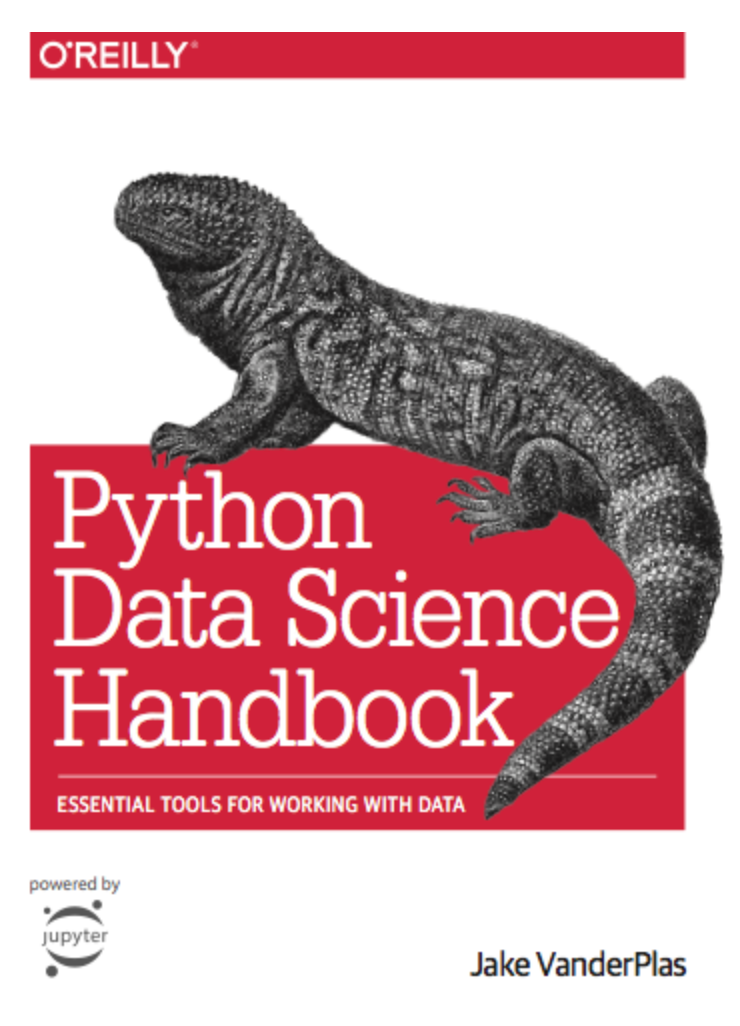 O'REILLY®
Python
Data Science
Handbook
ESSENTIAL TOOLS FOR WORKING WITH DATA
powered by
jupyter
Jake VanderPlas